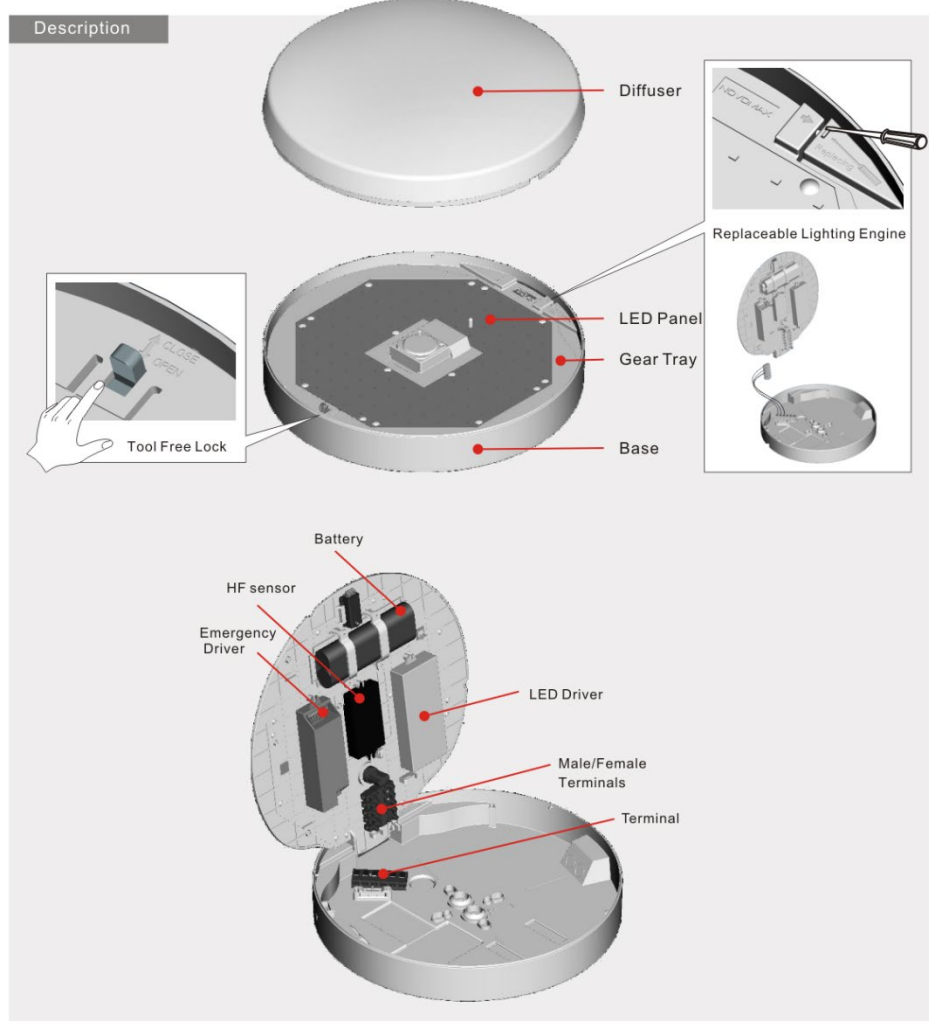 Description
Diffuser
Replacing
Replaceable Lighting Engine
LED Panel
Gear Tray
CLOSE
OPEN
Tool Free Lock
Base
Battery
HF sensor
Emergency
Driver
LED Driver
Male/Female
Terminals
Terminal